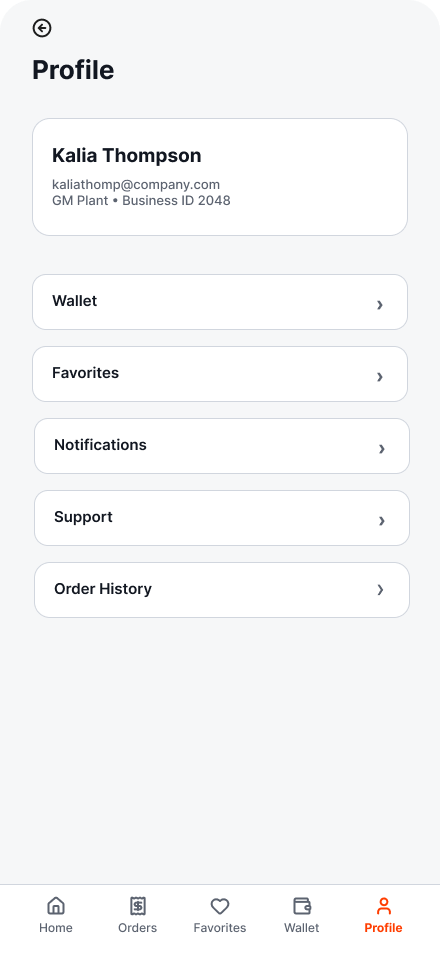 Profile
Kalia Thompson
kaliathomp@company.com
GM Plant • Business ID 2048
Wallet ›
Favorites ›
Notifications ›
Support ›
Order History ›
Home Orders Favorites Wallet Profile